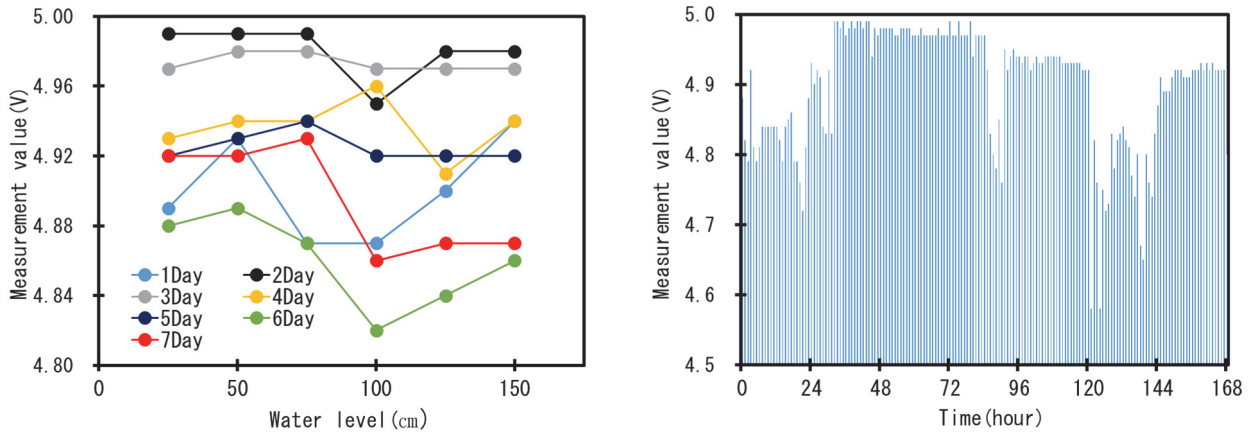 5.00
4.96
4.92
4.88
4.84
4.80
Measurement value(V)
1Day 2Day
3Day 4Day
5Day 6Day
7Day
0 50 100 150
Water level(cm)
5.0
4.9
4.8
4.7
4.6
4.5
Measurement value(V)
0 24 48 72 96 120 144 168
Time(hour)